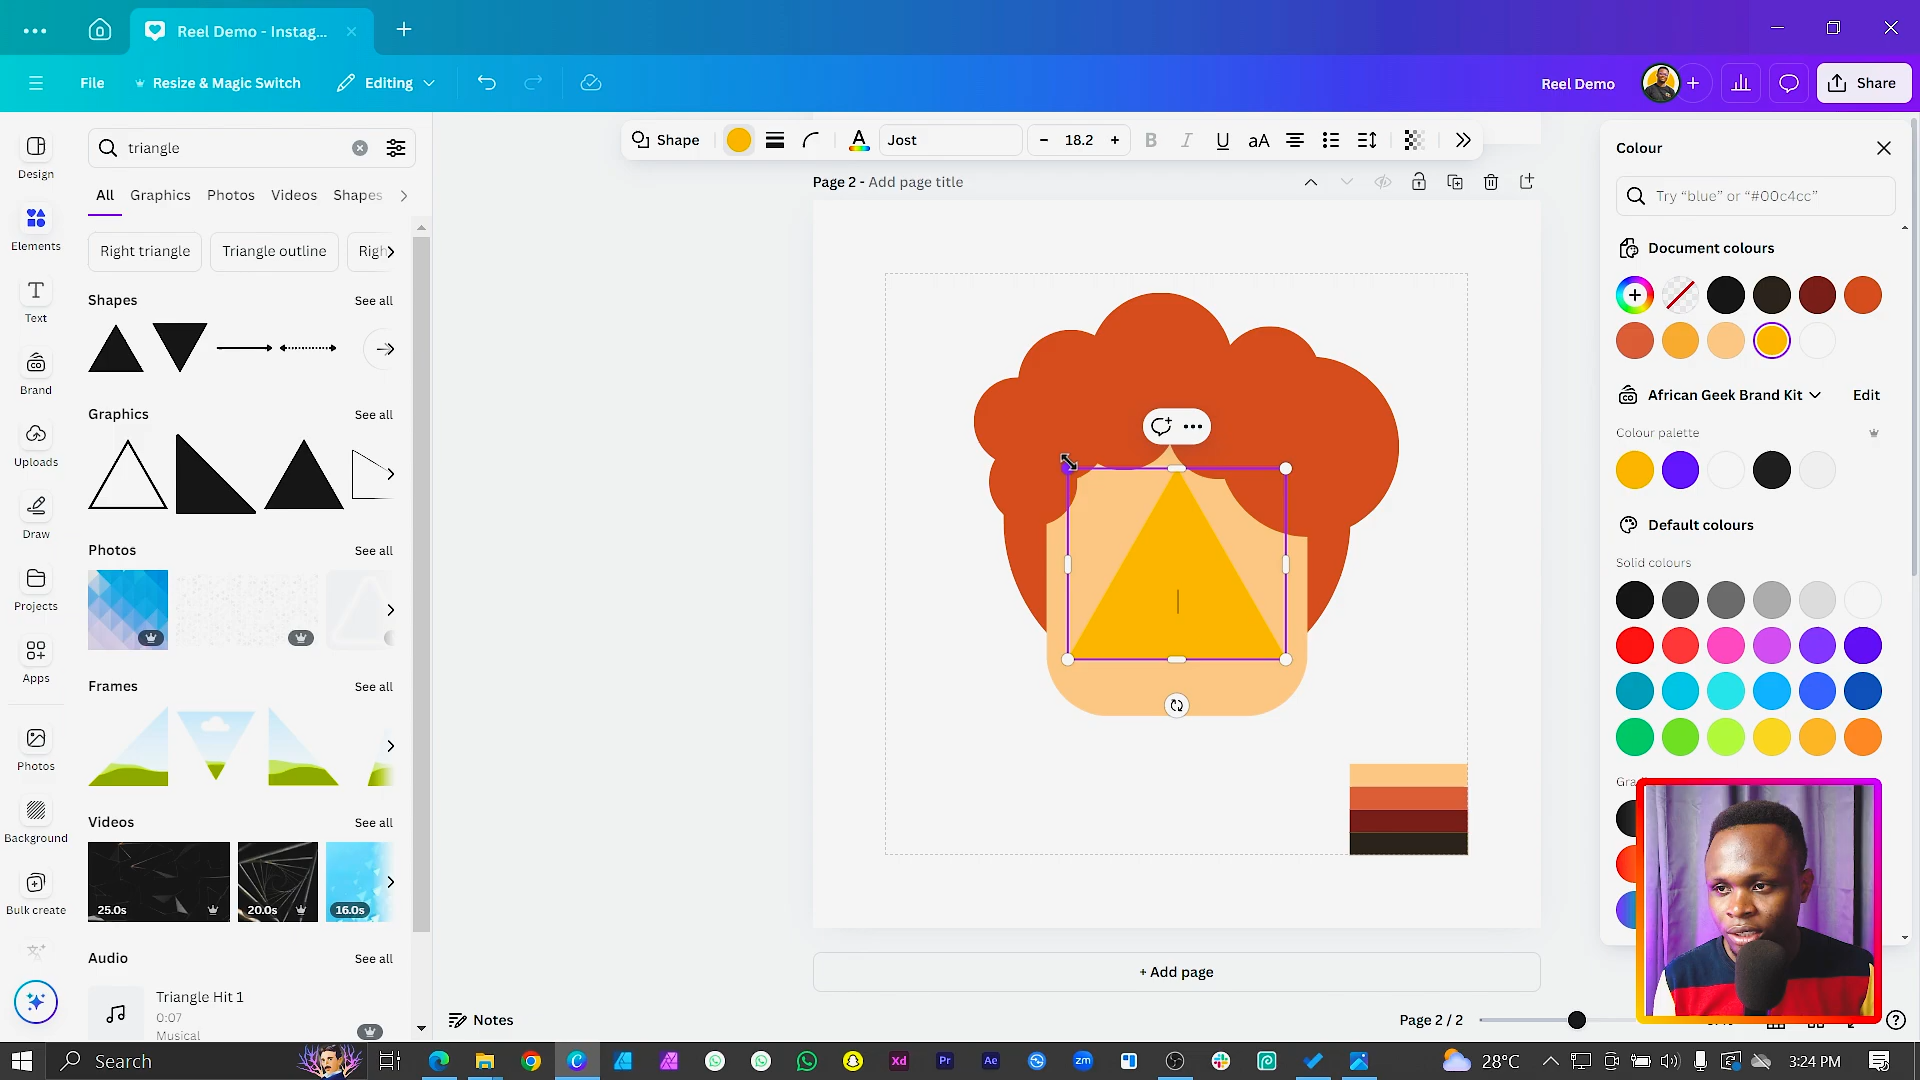 Reel Demo - Instag...
File
Resize & Magic Switch
Editing
Reel Demo
Share
Design
Elements
Text
Brand
Uploads
Draw
Projects
Apps
Photos
Background
Bulk create
triangle
All
Graphics
Photos
Videos
Shapes
Right triangle
Triangle outline
Righ
Shapes
See all
Graphics
See all
Photos
See all
Frames
See all
Videos
See all
25.0s
20.0s
16.0s
Audio
See all
Triangle Hit 1
0:07
Musical
Shape
Jost
18.2
B
I
U
aA
Page 2 - Add page title
+ Add page
Notes
Page 2 / 2
Colour
Try “blue” or “#00c4cc”
Document colours
African Geek Brand Kit
Edit
Colour palette
Default colours
Solid colours
Gra
Search
Xd
Pr
Ae
zm
28°C
3:24 PM